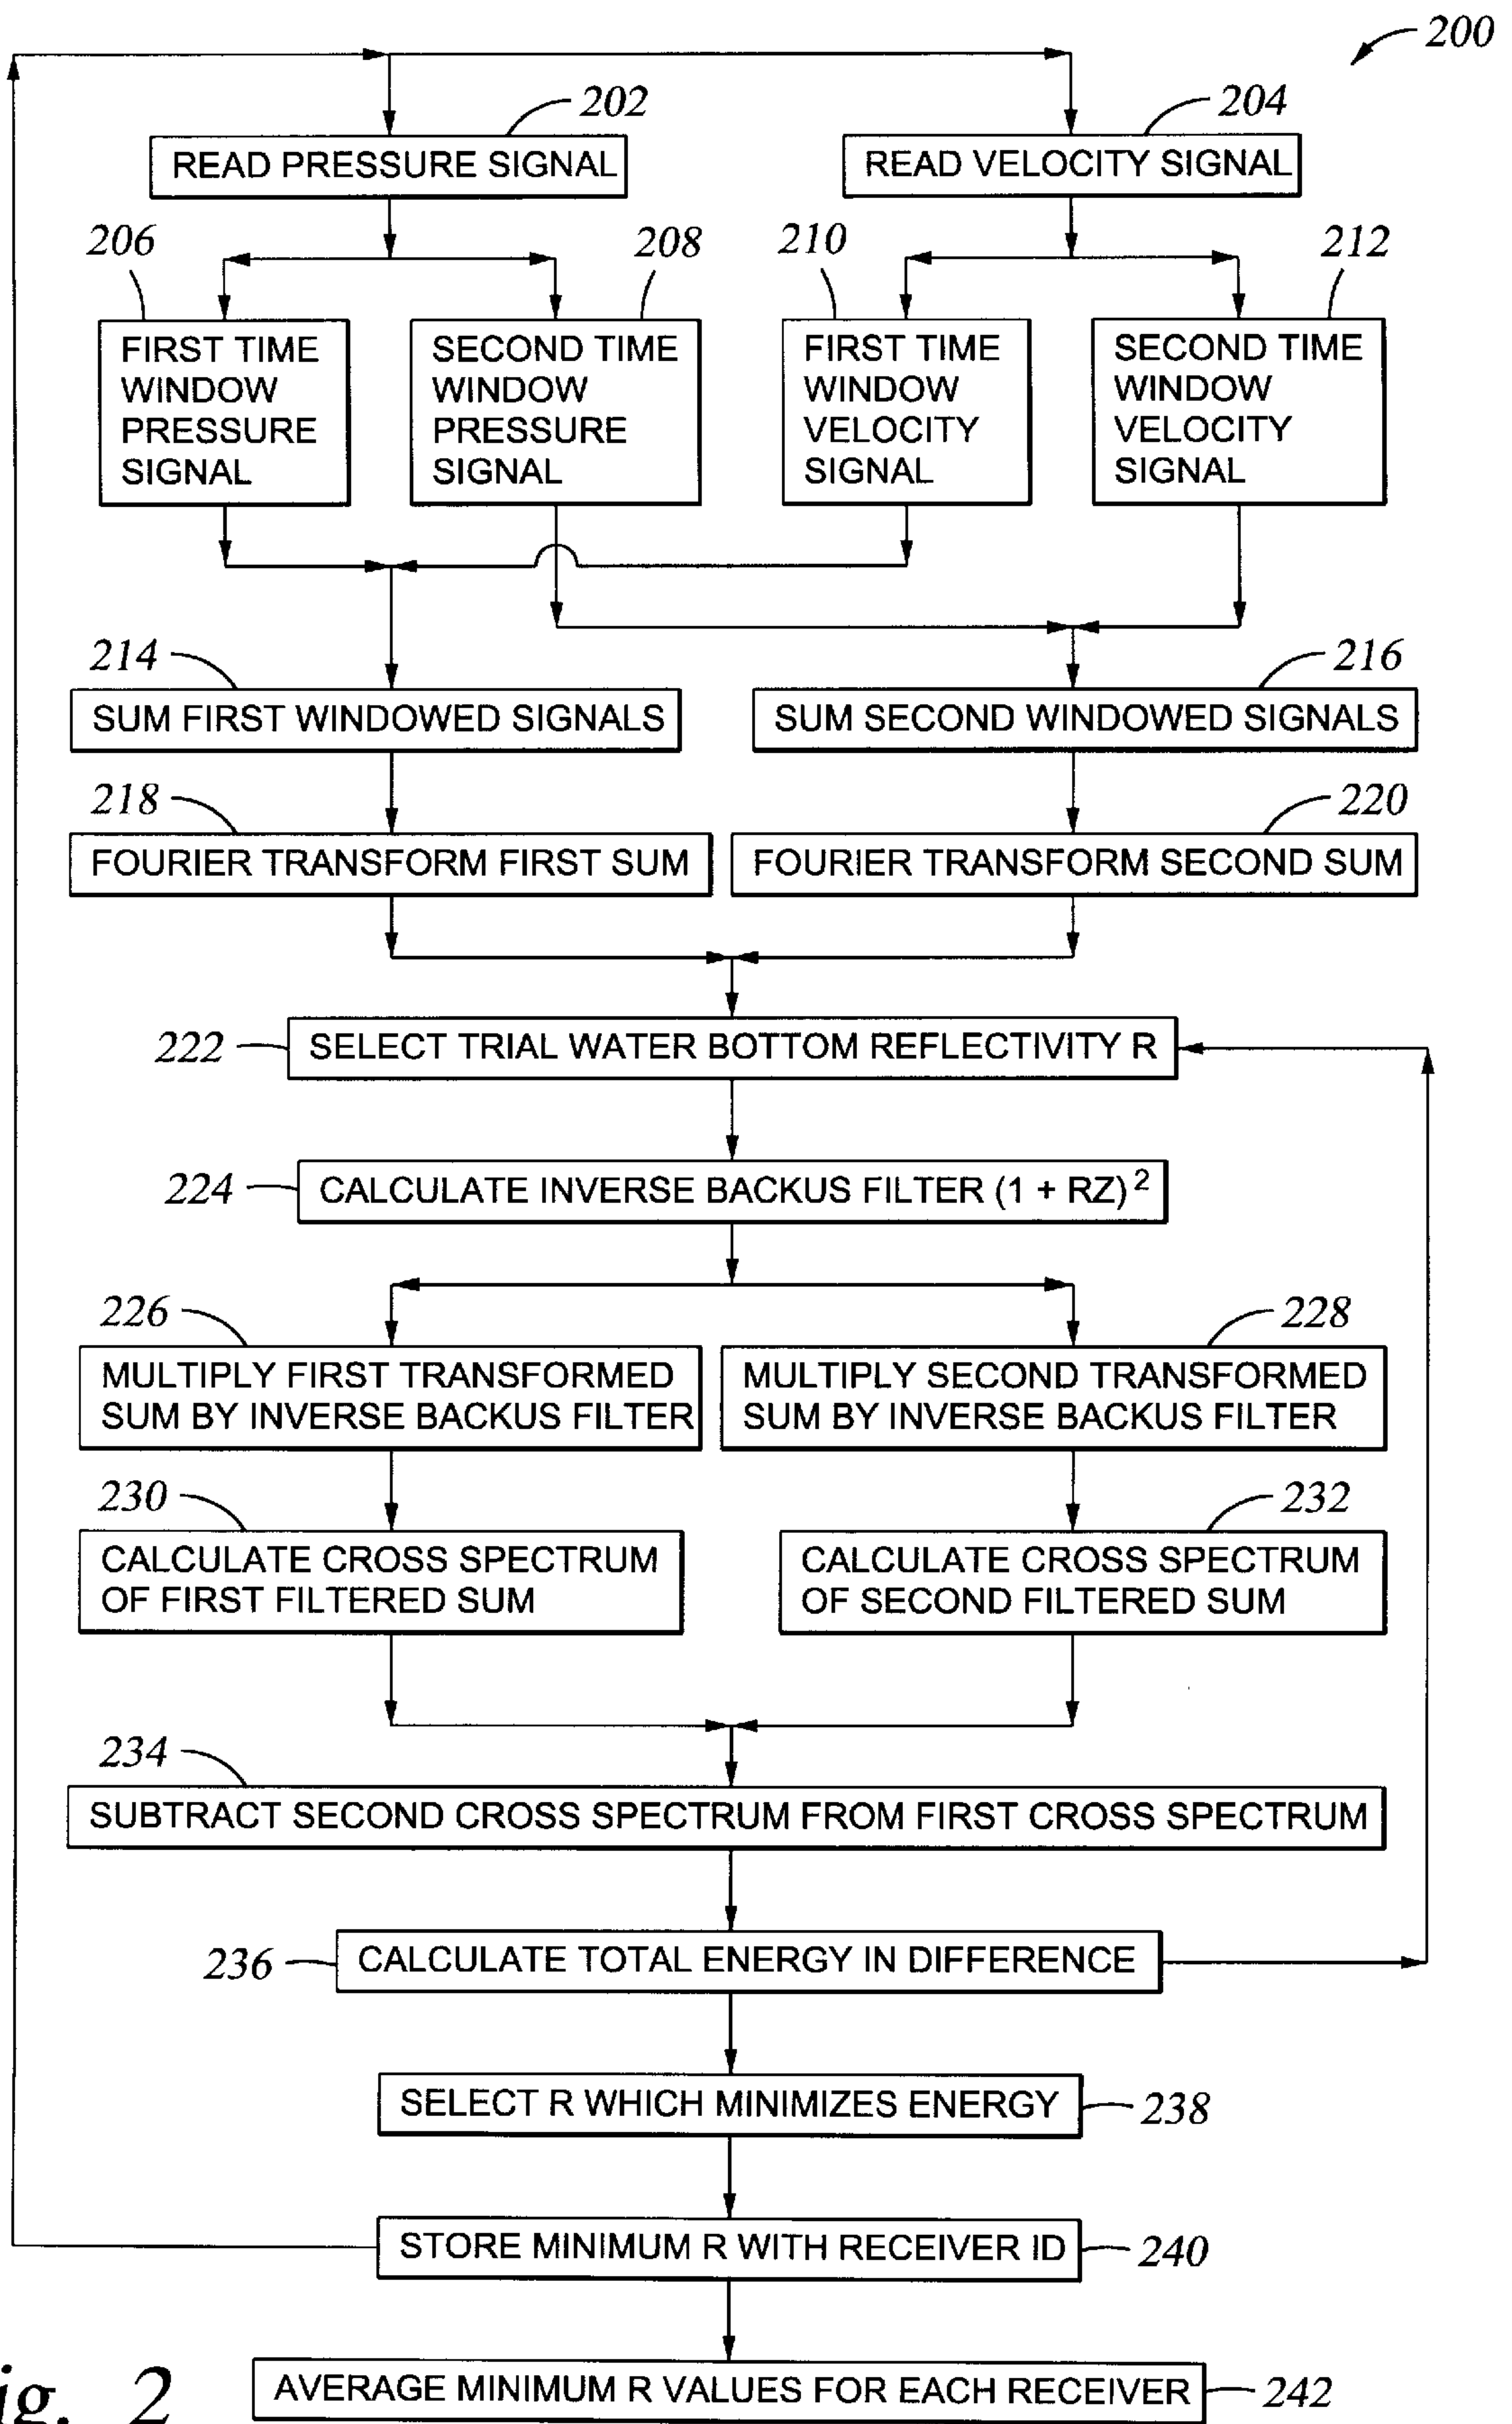 200
202
204
READ PRESSURE SIGNAL
READ VELOCITY SIGNAL
206
208
210
212
FIRST TIME
WINDOW
PRESSURE
SIGNAL
SECOND TIME
WINDOW
PRESSURE
SIGNAL
FIRST TIME
WINDOW
VELOCITY
SIGNAL
SECOND TIME
WINDOW
VELOCITY
SIGNAL
214
216
SUM FIRST WINDOWED SIGNALS
SUM SECOND WINDOWED SIGNALS
218
220
FOURIER TRANSFORM FIRST SUM
FOURIER TRANSFORM SECOND SUM
222
SELECT TRIAL WATER BOTTOM REFLECTIVITY R
224
CALCULATE INVERSE BACKUS FILTER (1 + RZ)²
226
228
MULTIPLY FIRST TRANSFORMED
SUM BY INVERSE BACKUS FILTER
MULTIPLY SECOND TRANSFORMED
SUM BY INVERSE BACKUS FILTER
230
232
CALCULATE CROSS SPECTRUM
OF FIRST FILTERED SUM
CALCULATE CROSS SPECTRUM
OF SECOND FILTERED SUM
234
SUBTRACT SECOND CROSS SPECTRUM FROM FIRST CROSS SPECTRUM
236
CALCULATE TOTAL ENERGY IN DIFFERENCE
SELECT R WHICH MINIMIZES ENERGY
238
STORE MINIMUM R WITH RECEIVER ID
240
ig. 2
AVERAGE MINIMUM R VALUES FOR EACH RECEIVER
242